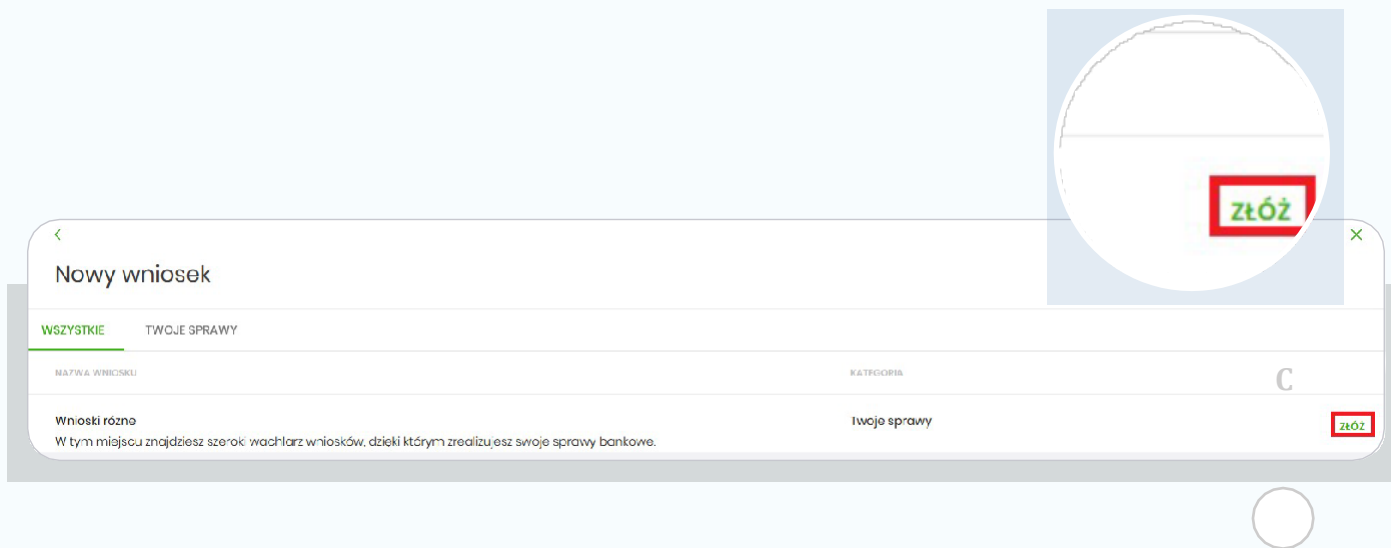 ZŁÓŻ
Nowy wniosek
WSZYSTKIE TWOJE SPRAWY
NAZWA WNIOSKU KATEGORIA C
Wnioski różne Twoje sprawy ZŁÓŻ
W tym miejscu znajdziesz szeroki wachlarz wniosków, dzięki którym zrealizujesz swoje sprawy bankowe.